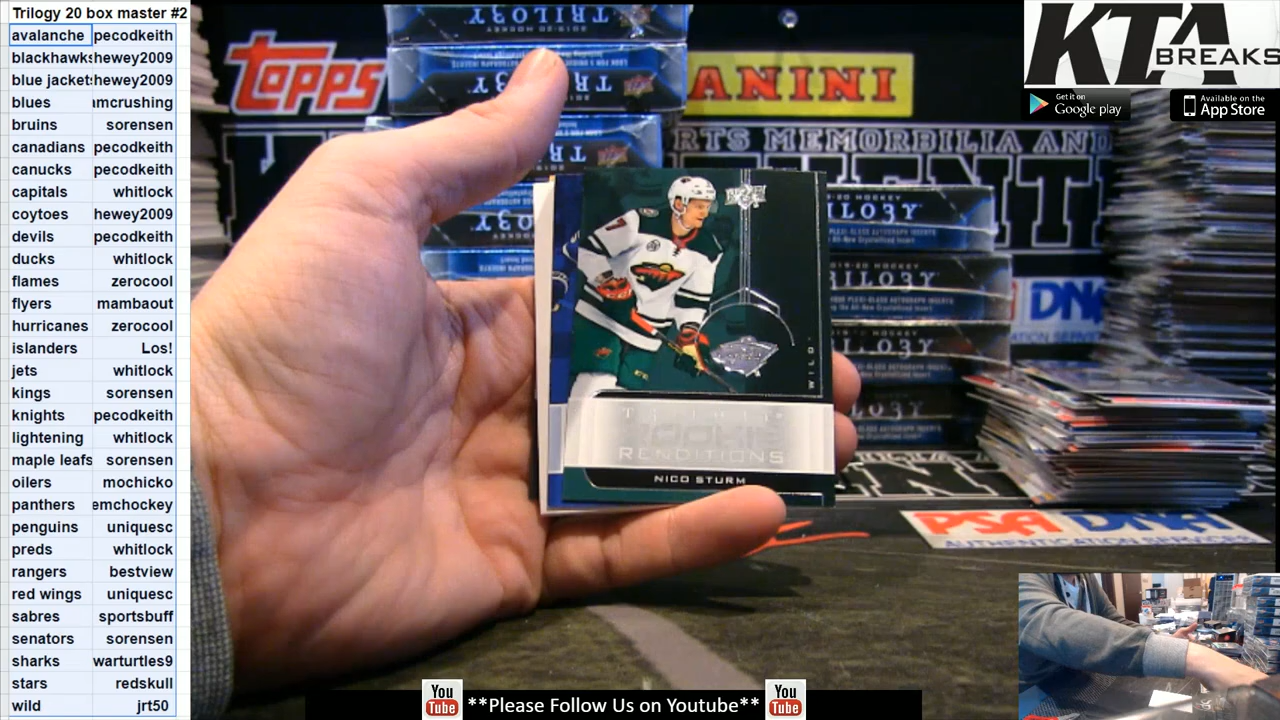 Trilogy 20 box master #2
avalanche pecodkeith
blackhawks hewey2009
blue jackets hewey2009
blues amcrushing
bruins sorensen
canadians pecodkeith
canucks pecodkeith
capitals whitlock
coytoes hewey2009
devils pecodkeith
ducks whitlock
flames zerocool
flyers mambaout
hurricanes zerocool
islanders Los!
jets whitlock
kings sorensen
knights pecodkeith
lightening whitlock
maple leafs sorensen
oilers mochicko
panthers emchockey
penguins uniquesc
preds whitlock
rangers bestview
red wings uniquesc
sabres sportsbuff
senators sorensen
sharks warturtles9
stars redskull
wild jrt50
topps
PANINI
TRILO3Y
KTA
BREAKS
Get it on
Google play
Available on the
App Store
SPORTS MEMORBILIA AND
WILD
TRILOGY
ROOKIE
RENDITIONS
NICO STURM
PSA DNA
AUTHENTICATION SERVICES
You Tube **Please Follow Us on Youtube** You Tube